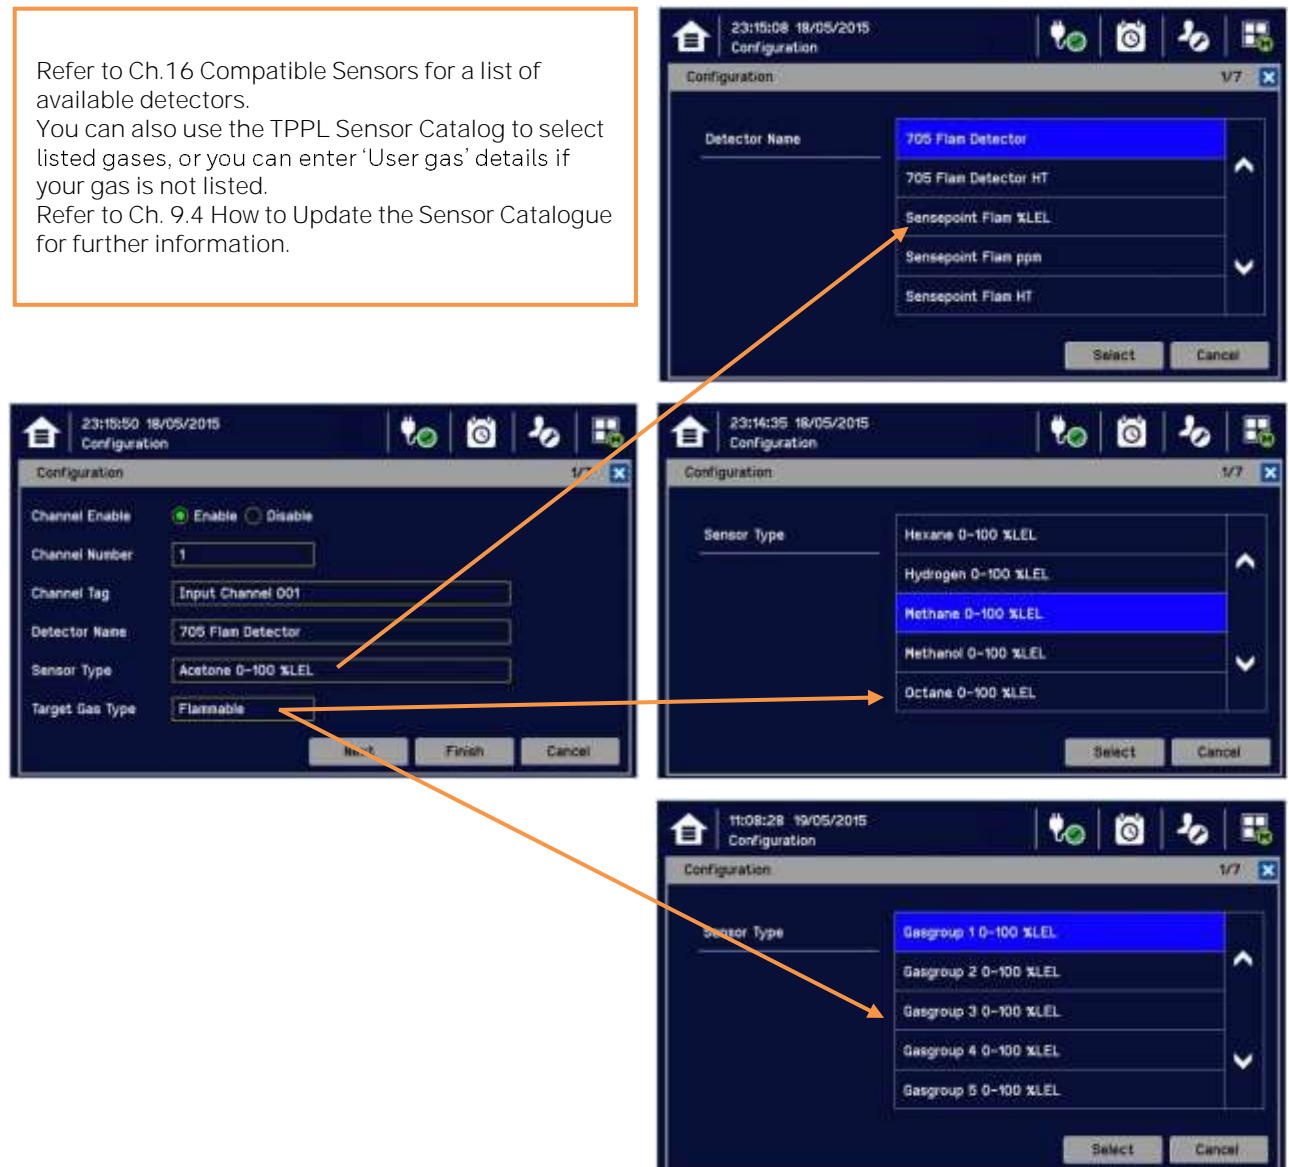 Refer to Ch.16 Compatible Sensors for a list of
available detectors.
You can also use the TPPL Sensor Catalog to select
listed gases, or you can enter ‘User gas’ details if
your gas is not listed.
Refer to Ch. 9.4 How to Update the Sensor Catalogue
for further information.
23:15:08 18/05/2015
Configuration
Configuration 1/7
Detector Name
705 Flam Detector
705 Flam Detector HT
Sensepoint Flam %LEL
Sensepoint Flam ppm
Sensepoint Flam HT
Select Cancel
23:15:50 18/05/2015
Configuration
Configuration 1/7
Channel Enable Enable Disable
Channel Number 1
Channel Tag Input Channel 001
Detector Name 705 Flam Detector
Sensor Type Acetone 0-100 %LEL
Target Gas Type Flammable
Next Finish Cancel
23:14:35 18/05/2015
Configuration
Configuration 1/7
Sensor Type
Hexane 0-100 %LEL
Hydrogen 0-100 %LEL
Methane 0-100 %LEL
Methanol 0-100 %LEL
Octane 0-100 %LEL
Select Cancel
11:08:28 19/05/2015
Configuration
Configuration 1/7
Sensor Type
Gasgroup 1 0-100 %LEL
Gasgroup 2 0-100 %LEL
Gasgroup 3 0-100 %LEL
Gasgroup 4 0-100 %LEL
Gasgroup 5 0-100 %LEL
Select Cancel